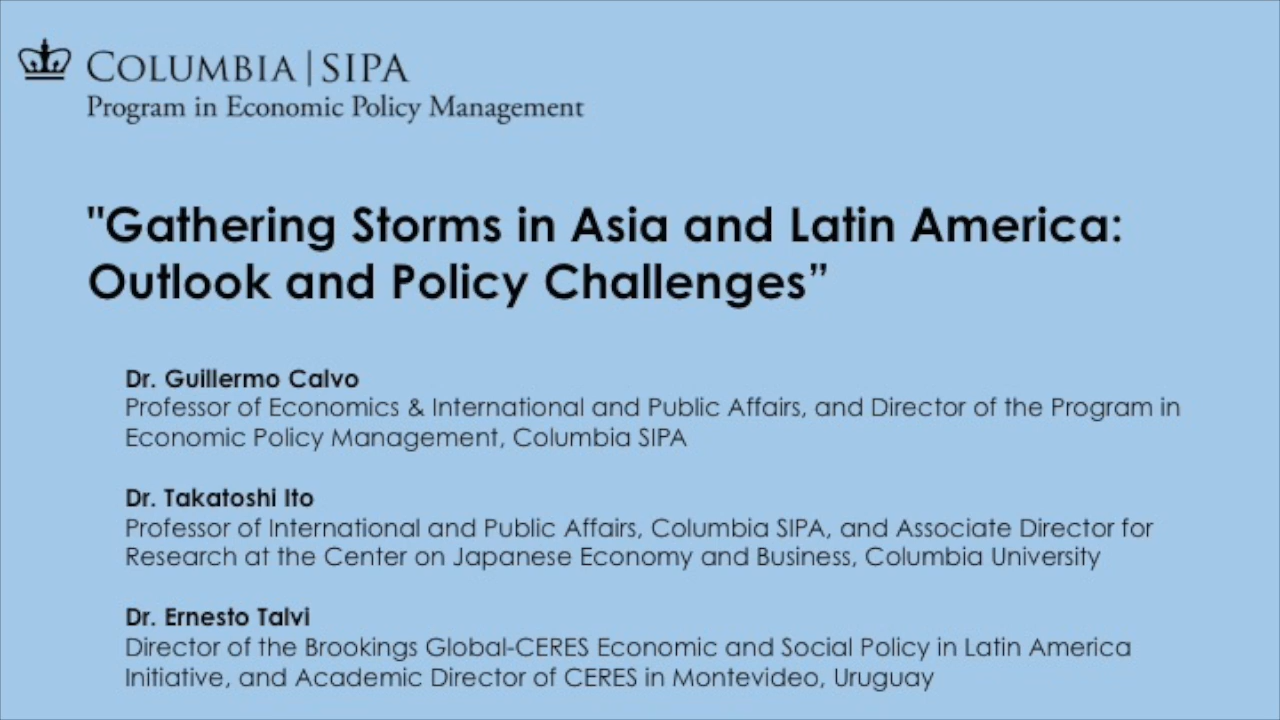 COLUMBIA | SIPA
Program in Economic Policy Management
"Gathering Storms in Asia and Latin America:
Outlook and Policy Challenges”
Dr. Guillermo Calvo
Professor of Economics & International and Public Affairs, and Director of the Program in
Economic Policy Management, Columbia SIPA
Dr. Takatoshi Ito
Professor of International and Public Affairs, Columbia SIPA, and Associate Director for
Research at the Center on Japanese Economy and Business, Columbia University
Dr. Ernesto Talvi
Director of the Brookings Global-CERES Economic and Social Policy in Latin America
Initiative, and Academic Director of CERES in Montevideo, Uruguay